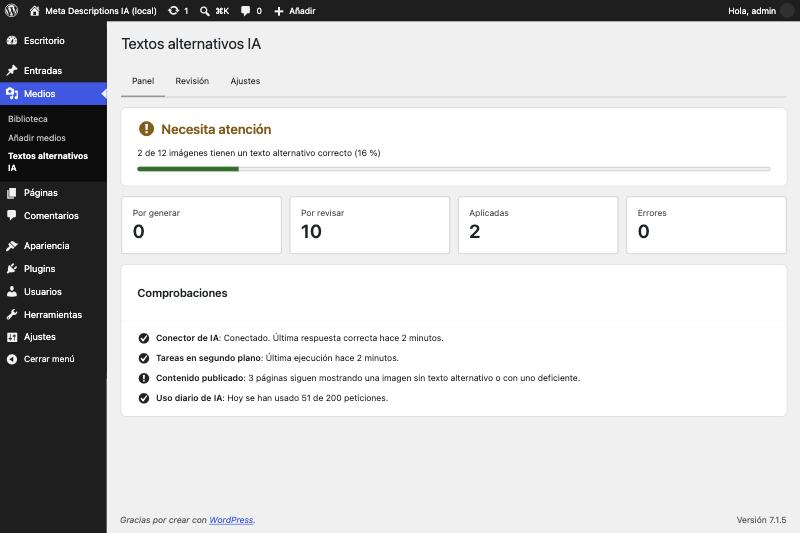 Meta Descriptions IA (local) 1 ⌘K 0 Añadir Hola, admin
Escritorio
Entradas
Medios
Biblioteca
Añadir medios
Textos alternativos
IA
Páginas
Comentarios
Apariencia
Plugins
Usuarios
Herramientas
Ajustes
Cerrar menú
Textos alternativos IA
Panel Revisión Ajustes
Necesita atención
2 de 12 imágenes tienen un texto alternativo correcto (16 %)
Por generar
0
Por revisar
10
Aplicadas
2
Errores
0
Comprobaciones
Conector de IA: Conectado. Última respuesta correcta hace 2 minutos.
Tareas en segundo plano: Última ejecución hace 2 minutos.
Contenido publicado: 3 páginas siguen mostrando una imagen sin texto alternativo o con uno deficiente.
Uso diario de IA: Hoy se han usado 51 de 200 peticiones.
Gracias por crear con WordPress. Versión 7.1.5